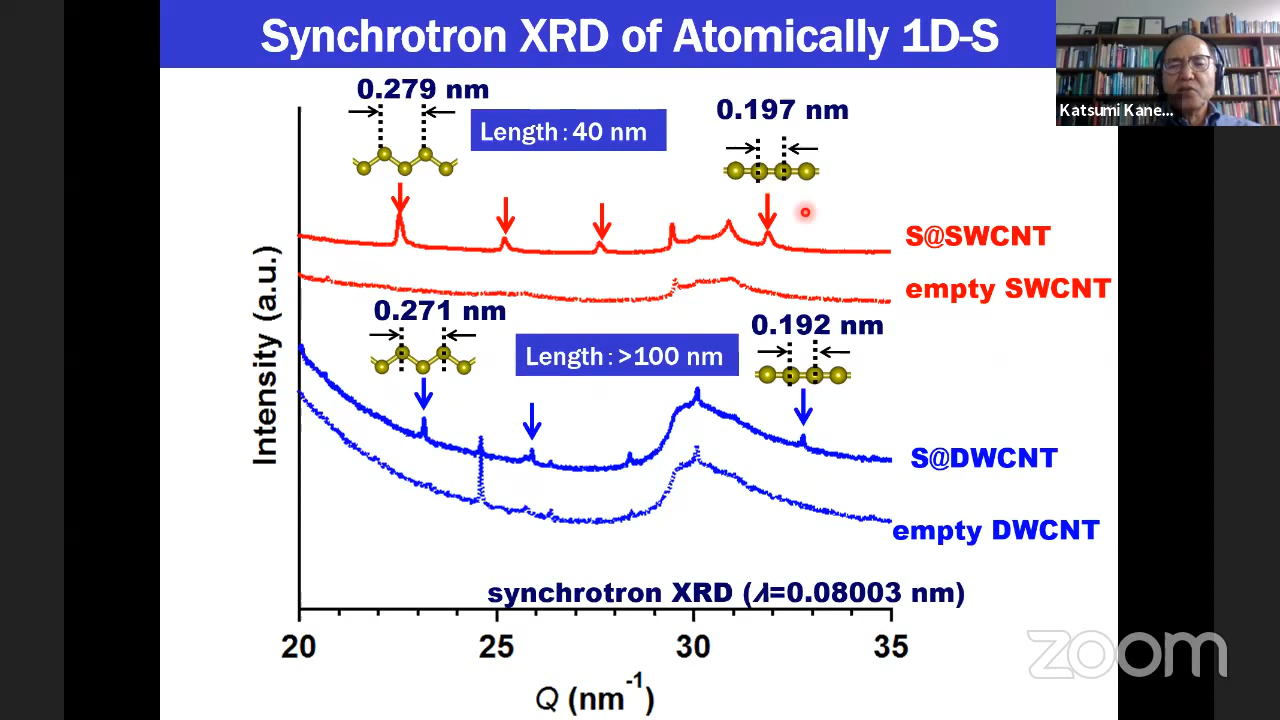 Synchrotron XRD of Atomically 1D-S
Katsumi Kane...
0.279 nm
Length：40 nm
0.197 nm
S@SWCNT
empty SWCNT
0.271 nm
Length：>100 nm
0.192 nm
S@DWCNT
empty DWCNT
synchrotron XRD (λ=0.08003 nm)
Intensity (a.u.)
20 25 30 35
Q (nm⁻¹)
zoom